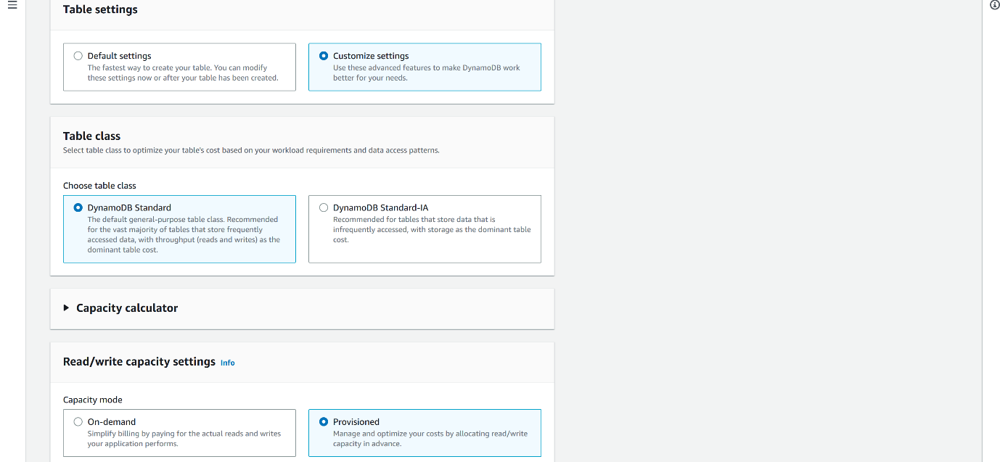 Table settings
Default settings
The fastest way to create your table. You can modify
these settings now or after your table has been created.
Customize settings
Use these advanced features to make DynamoDB work
better for your needs.
Table class
Select table class to optimize your table's cost based on your workload requirements and data access patterns.
Choose table class
DynamoDB Standard
The default general-purpose table class. Recommended
for the vast majority of tables that store frequently
accessed data, with throughput (reads and writes) as the
dominant table cost.
DynamoDB Standard-IA
Recommended for tables that store data that is
infrequently accessed, with storage as the dominant table
cost.
Capacity calculator
Read/write capacity settings Info
Capacity mode
On-demand
Simplify billing by paying for the actual reads and writes
your application performs.
Provisioned
Manage and optimize your costs by allocating read/write
capacity in advance.